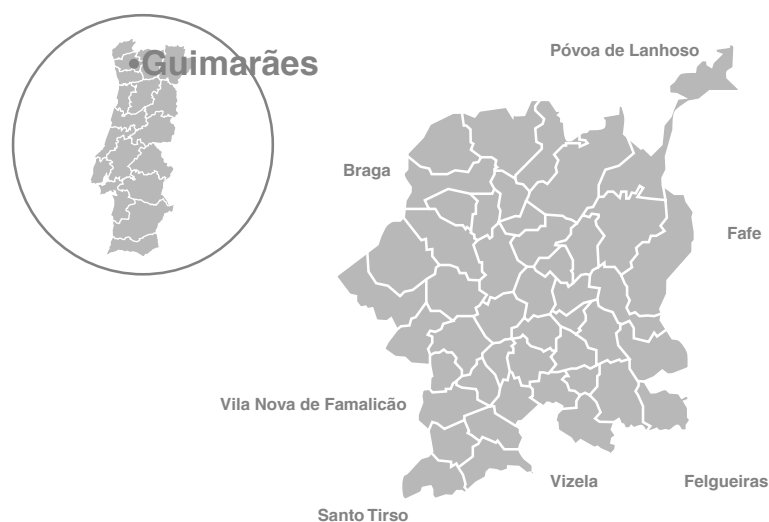 Guimarães
Póvoa de Lanhoso
Braga
Fafe
Vila Nova de Famalicão
Vizela
Felgueiras
Santo Tirso